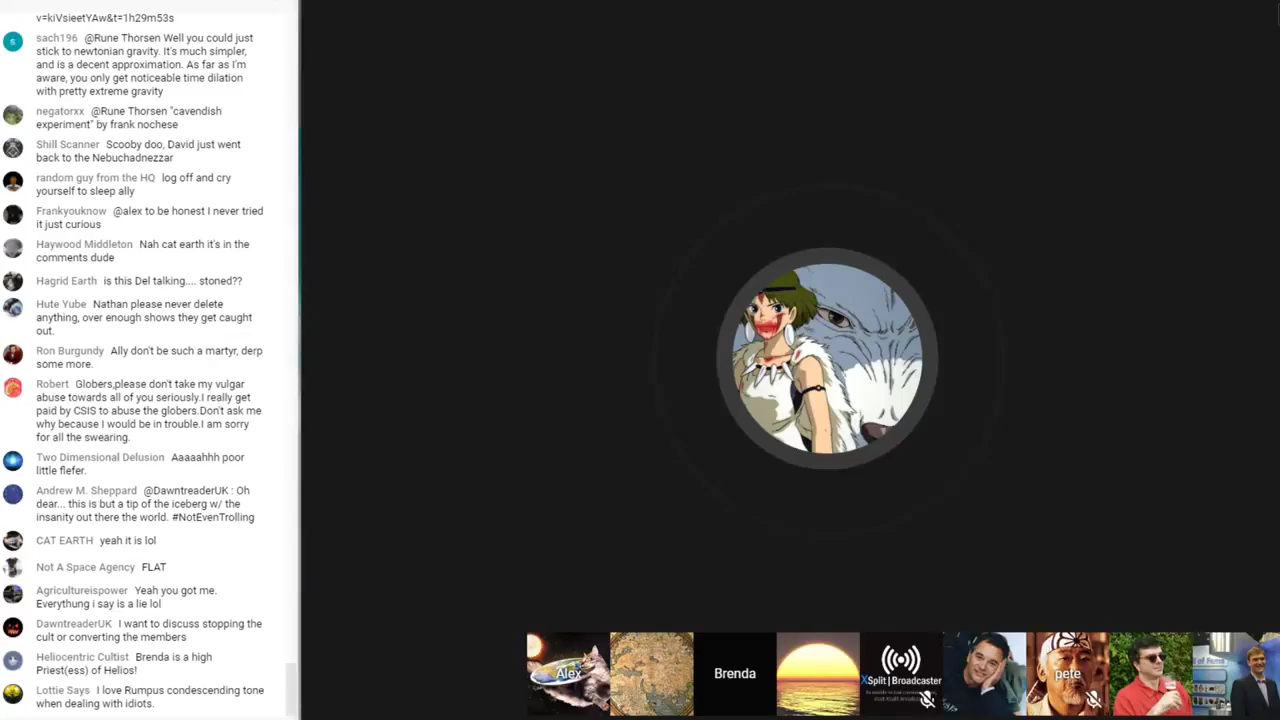 v=kiVsieetYAw&t=1h29m53s
sach196 @Rune Thorsen Well you could just
stick to newtonian gravity. It's much simpler,
and is a decent approximation. As far as I'm
aware, you only get noticeable time dilation
with pretty extreme gravity
negatorxx @Rune Thorsen "cavendish
experiment" by frank nochese
Shill Scanner Scooby doo, David just went
back to the Nebuchadnezzar
random guy from the HQ log off and cry
yourself to sleep ally
Frankyouknow @alex to be honest I never tried
it just curious
Haywood Middleton Nah cat earth it's in the
comments dude
Hagrid Earth is this Del talking.... stoned??
Hute Yube Nathan please never delete
anything, over enough shows they get caught
out.
Ron Burgundy Ally don't be such a martyr, derp
some more.
Robert Globers,please don't take my vulgar
abuse towards all of you seriously.I really get
paid by CSIS to abuse the globers.Don't ask me
why because I would be in trouble.I am sorry
for all the swearing.
Two Dimensional Delusion Aaaaahhh poor
little flefer.
Andrew M. Sheppard @DawntreaderUK : Oh
dear... this is but a tip of the iceberg w/ the
insanity out there the world. #NotEvenTrolling
CAT EARTH yeah it is lol
Not A Space Agency FLAT
Agricultureispower Yeah you got me.
Everythung i say is a lie lol
DawntreaderUK I want to discuss stopping the
cult or converting the members
Heliocentric Cultist Brenda is a high
Priest(ess) of Helios!
Lottie Says I love Rumpus condescending tone
when dealing with idiots.
s
Alex
Brenda
XSplit | Broadcaster
pete